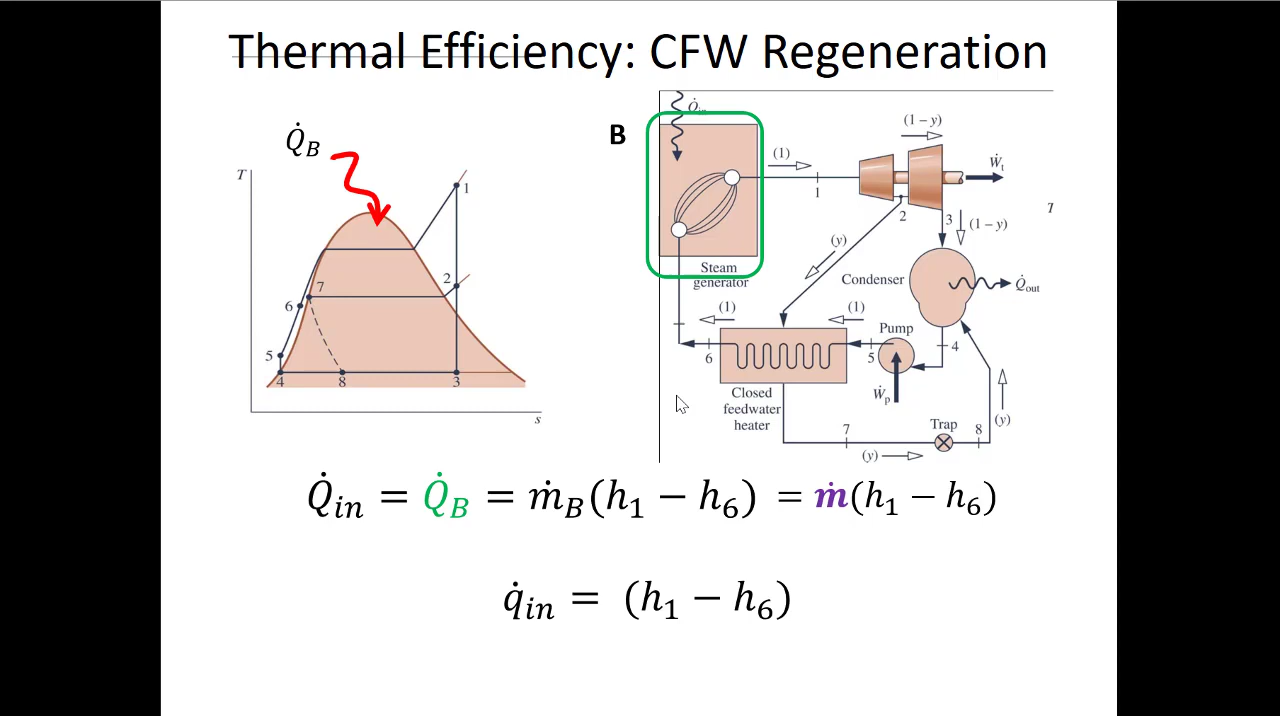 Thermal Efficiency: CFW Regeneration
Q̇_B
T
1
2
7
6
5
4
8
3
s
B
Q̇_in
(1)
1
(1 – y)
Ẇ_t
2
3
(1 – y)
T
(y)
Steam
generator
Condenser
Q̇_out
(1)
(1)
Pump
6
5
4
Closed
feedwater
heater
Ẇ_p
7
Trap
8
(y)
(y)
Q̇_in = Q̇_B = ṁ_B(h_1 − h_6) = ṁ(h_1 − h_6)
q̇_in = (h_1 − h_6)